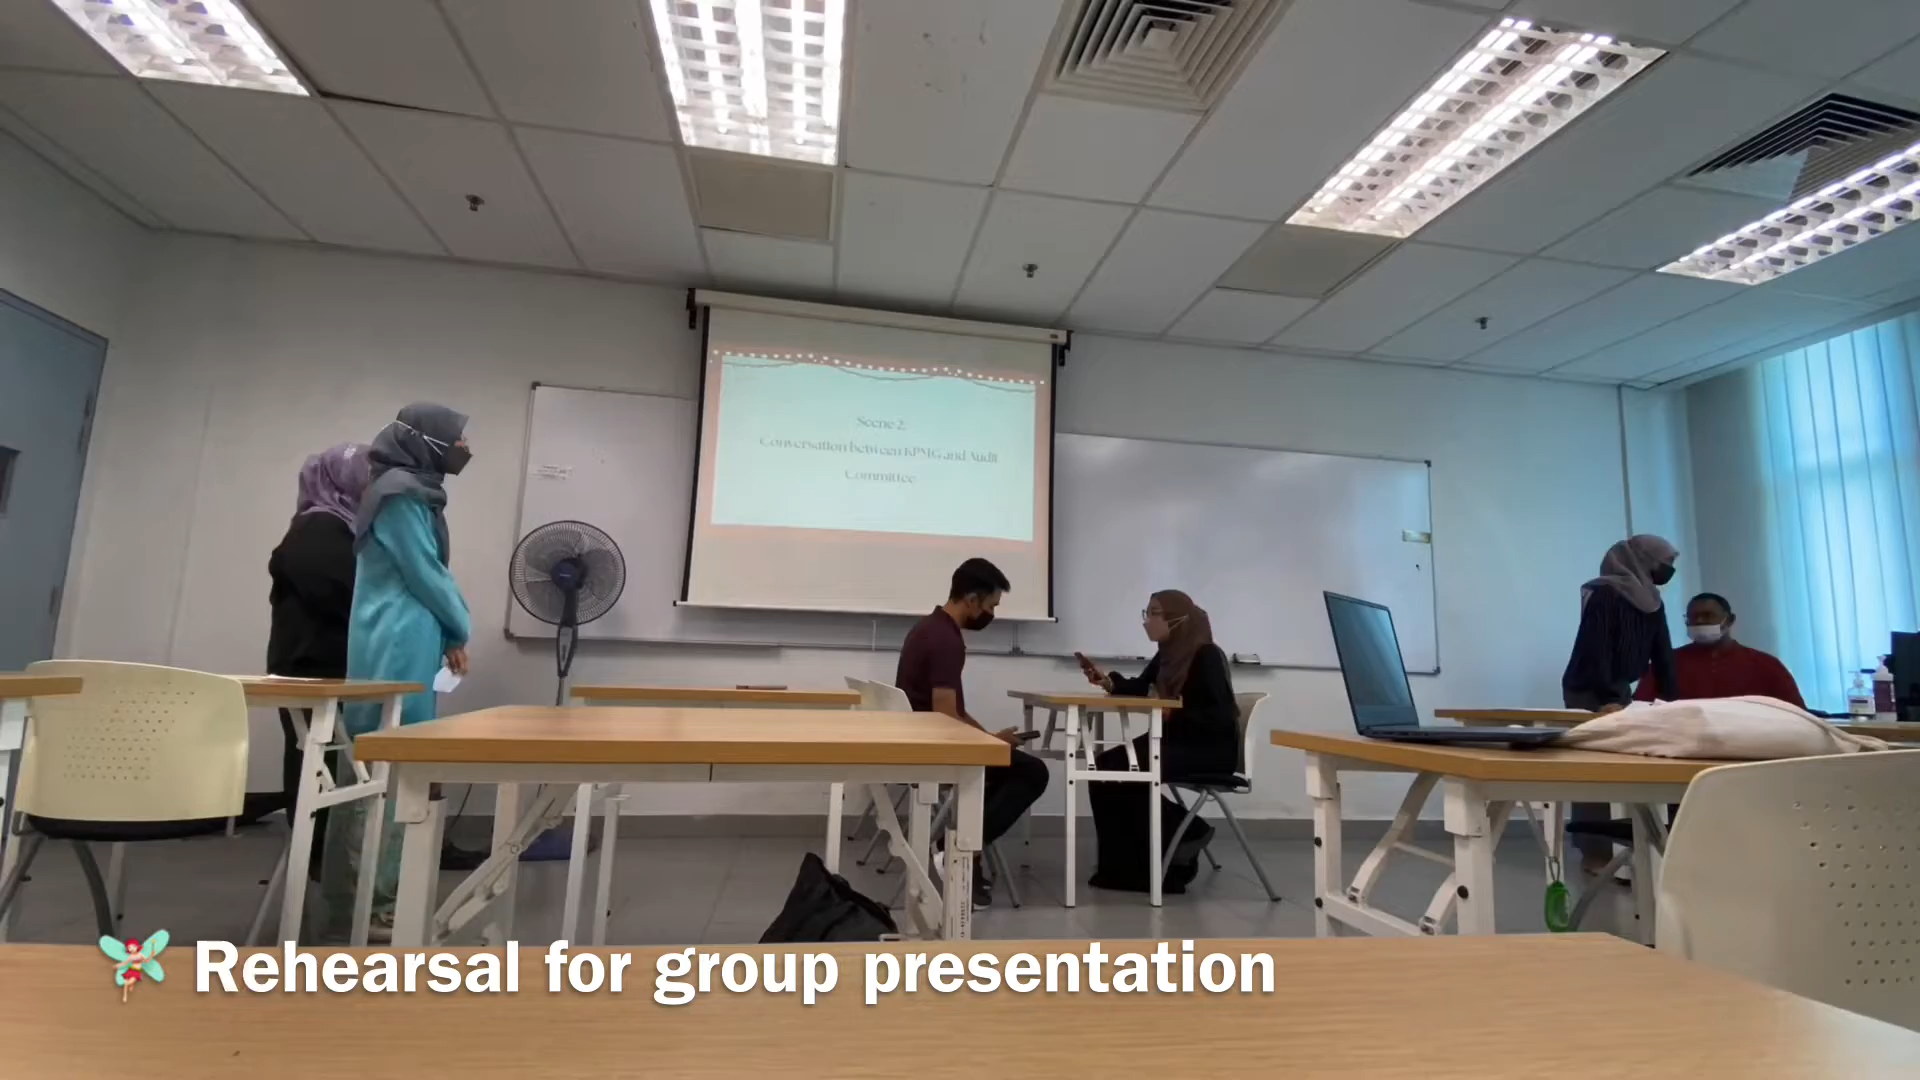 Scene 2.
Conversation between KPMG and Audit
Committee
Rehearsal for group presentation